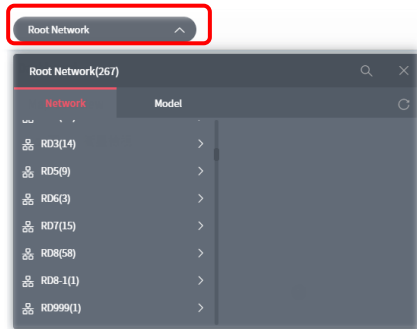 Root Network
Root Network(267)
Network
Model
RD3(14)
RD5(9)
RD6(3)
RD7(15)
RD8(58)
RD8-1(1)
RD999(1)